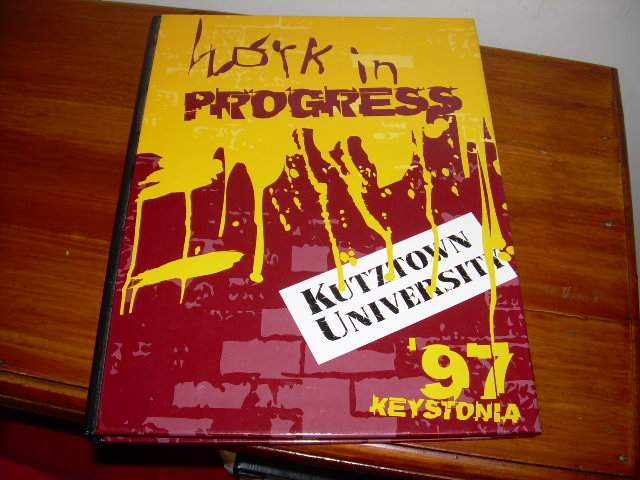 work in
PROGRESS
KUTZTOWN
UNIVERSITY
'97
KEYSTONIA